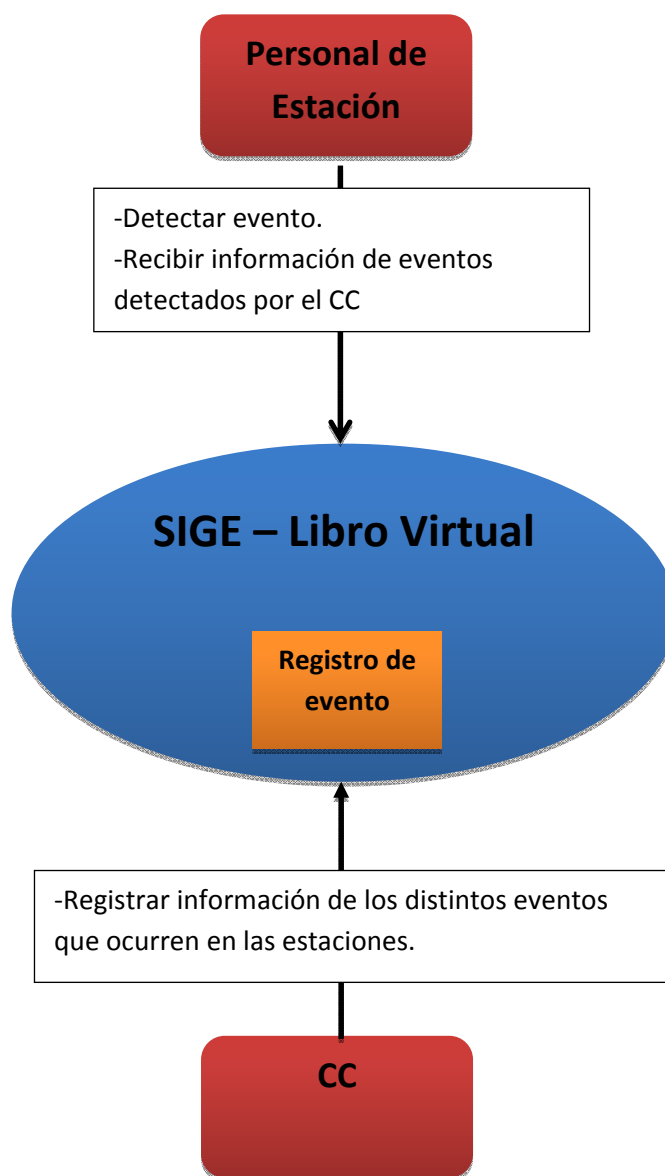 Personal de
Estación
-Detectar evento.
-Recibir información de eventos
detectados por el CC
SIGE – Libro Virtual
Registro de
evento
-Registrar información de los distintos eventos
que ocurren en las estaciones.
CC